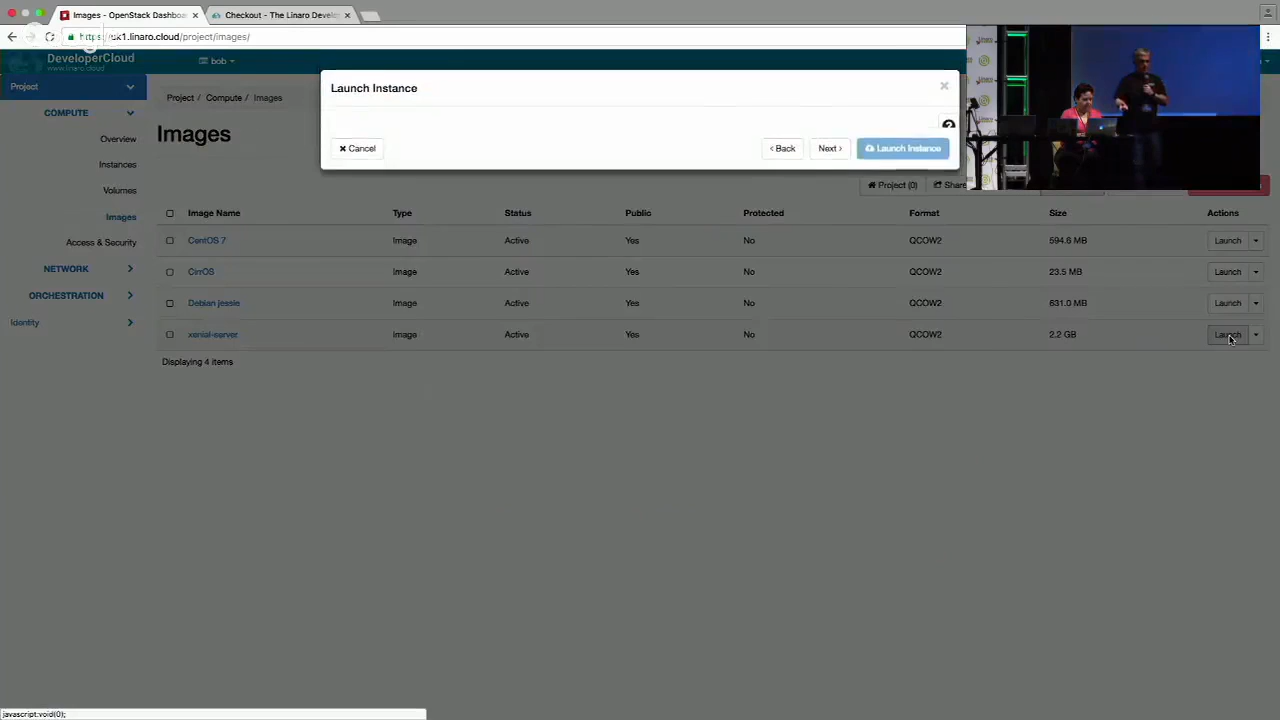 Images - OpenStack Dashboa
Checkout - The Linaro Develo
https://uk1.linaro.cloud/project/images/
DeveloperCloud
www.linaro.cloud
bob
Project
COMPUTE
Overview
Instances
Volumes
Images
Access & Security
NETWORK
ORCHESTRATION
Identity
Project / Compute / Images
Images
Launch Instance
Cancel
Back
Next
Launch Instance
Project (0)
Share
Image Name Type Status Public Protected Format Size Actions
CentOS 7 Image Active Yes No QCOW2 594.6 MB Launch
CirrOS Image Active Yes No QCOW2 23.5 MB Launch
Debian jessie Image Active Yes No QCOW2 631.0 MB Launch
xenial-server Image Active Yes No QCOW2 2.2 GB Launch
Displaying 4 items
javascript:void(0);